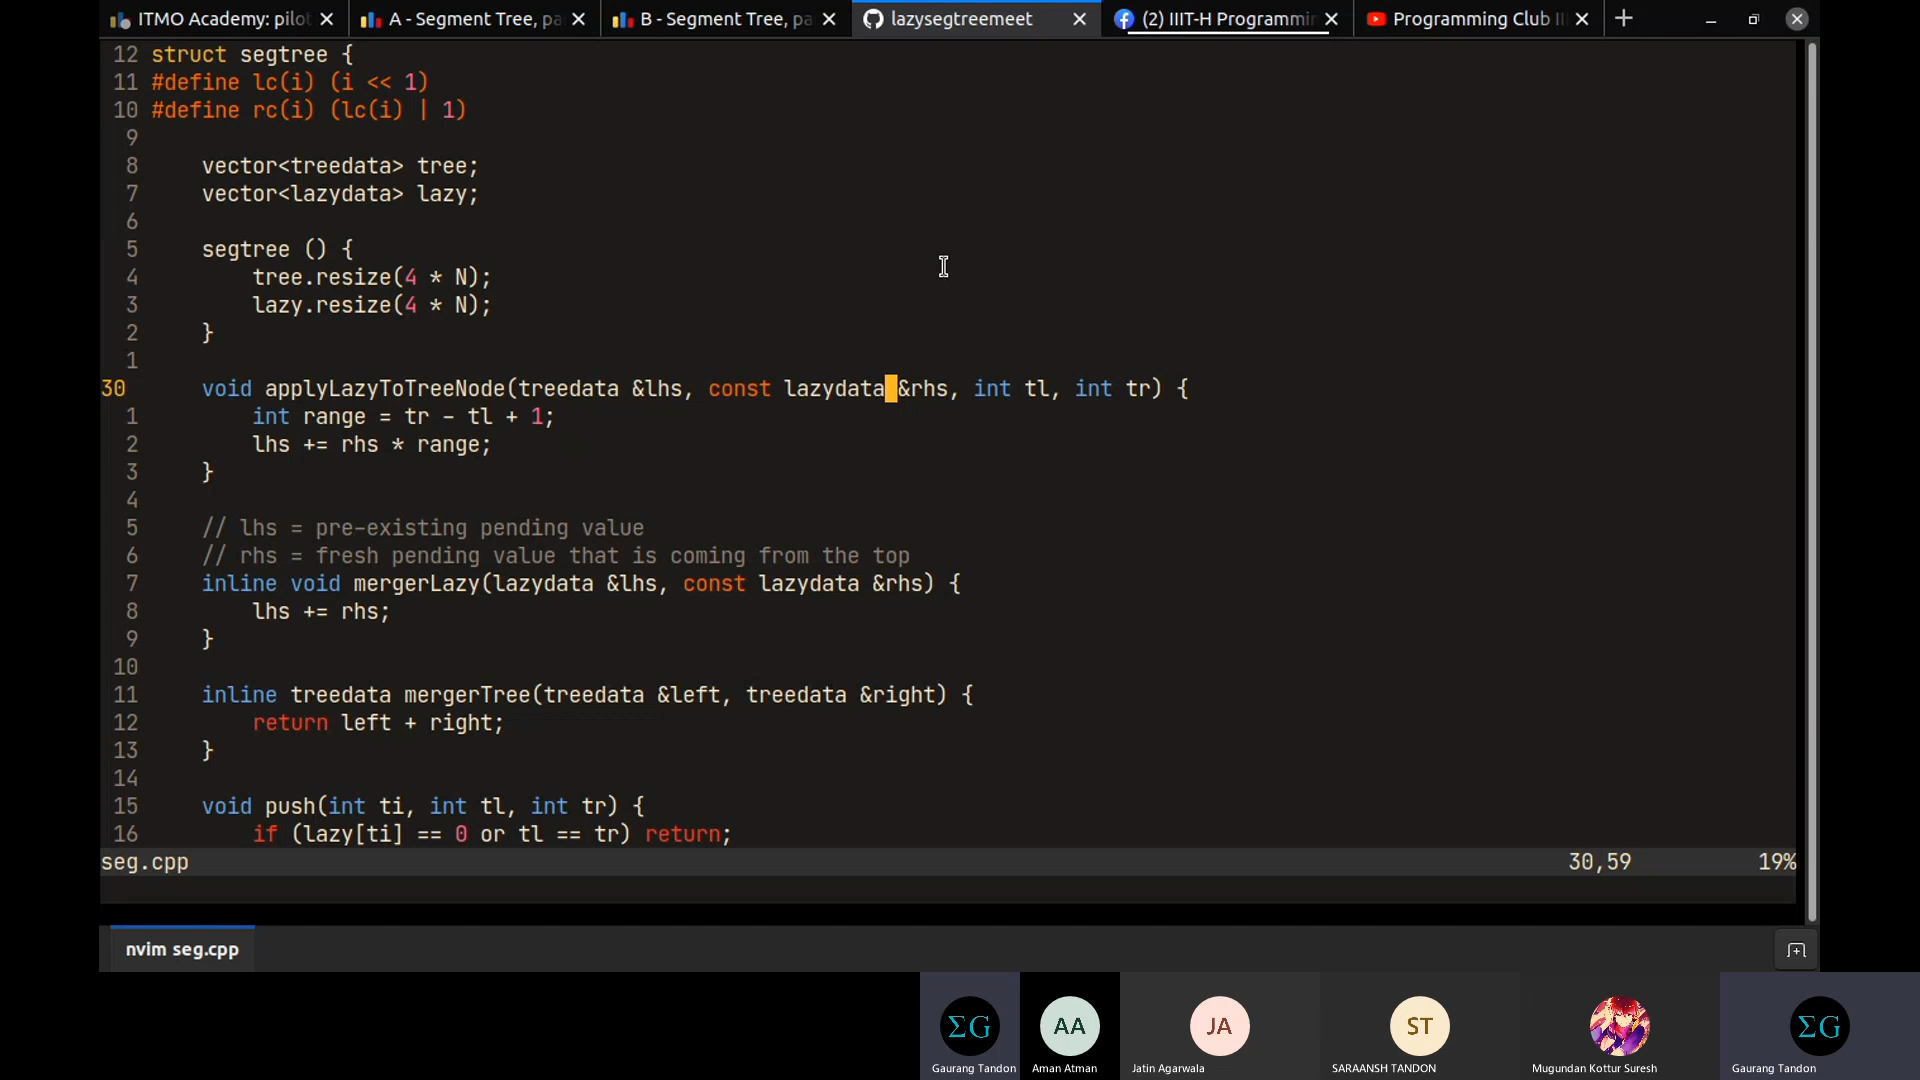 ITMO Academy: pilot
A - Segment Tree, pa
B - Segment Tree, pa
lazysegtreemeet
(2) IIIT-H Programmin
Programming Club II
12 struct segtree {
11 #define lc(i) (i << 1)
10 #define rc(i) (lc(i) | 1)
9
8 vector<treedata> tree;
7 vector<lazydata> lazy;
6
5 segtree () {
4 tree.resize(4 * N);
3 lazy.resize(4 * N);
2 }
1
30 void applyLazyToTreeNode(treedata &lhs, const lazydata &rhs, int tl, int tr) {
1 int range = tr - tl + 1;
2 lhs += rhs * range;
3 }
4
5 // lhs = pre-existing pending value
6 // rhs = fresh pending value that is coming from the top
7 inline void mergerLazy(lazydata &lhs, const lazydata &rhs) {
8 lhs += rhs;
9 }
10
11 inline treedata mergerTree(treedata &left, treedata &right) {
12 return left + right;
13 }
14
15 void push(int ti, int tl, int tr) {
16 if (lazy[ti] == 0 or tl == tr) return;
seg.cpp 30,59 19%
nvim seg.cpp
ΣG AA JA ST ΣG
Gaurang Tandon Aman Atman Jatin Agarwala SARAANSH TANDON Mugundan Kottur Suresh Gaurang Tandon